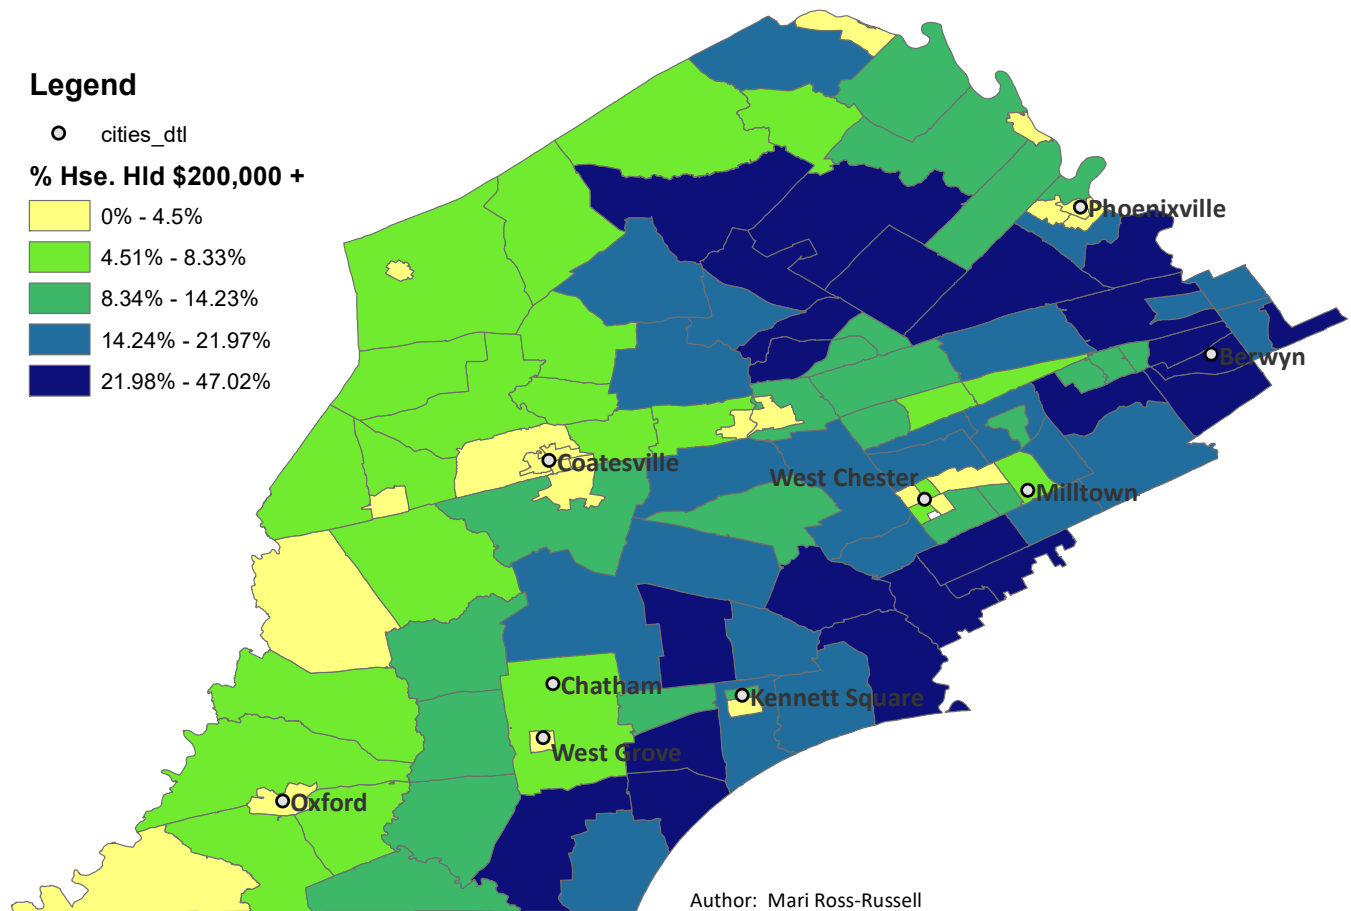 Legend
cities_dtl
% Hse. Hld $200,000 +
0% - 4.5%
4.51% - 8.33%
8.34% - 14.23%
14.24% - 21.97%
21.98% - 47.02%
Phoenixville
Berwyn
Coatesville
West Chester
Milltown
Chatham
Kennett Square
West Grove
Oxford
Author: Mari Ross-Russell